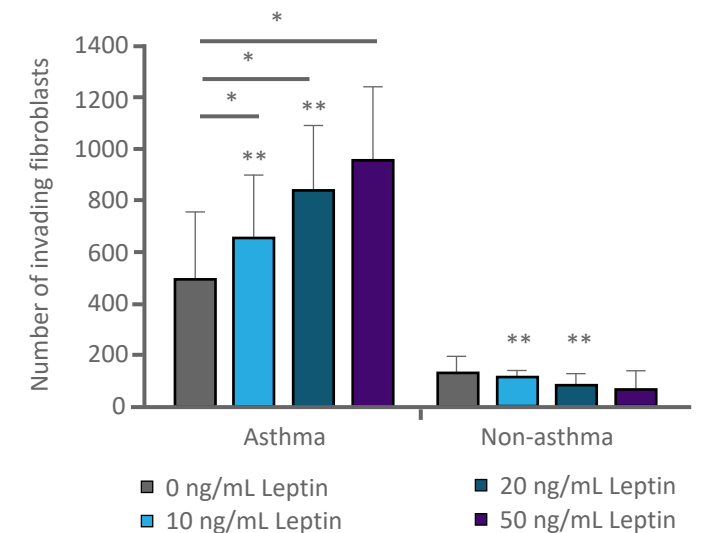 *
1400
*
1200
*
**
1000
**
800
600
400
200
**
**
0
Number of invading fibroblasts
Asthma
Non-asthma
0 ng/mL Leptin
20 ng/mL Leptin
10 ng/mL Leptin
50 ng/mL Leptin